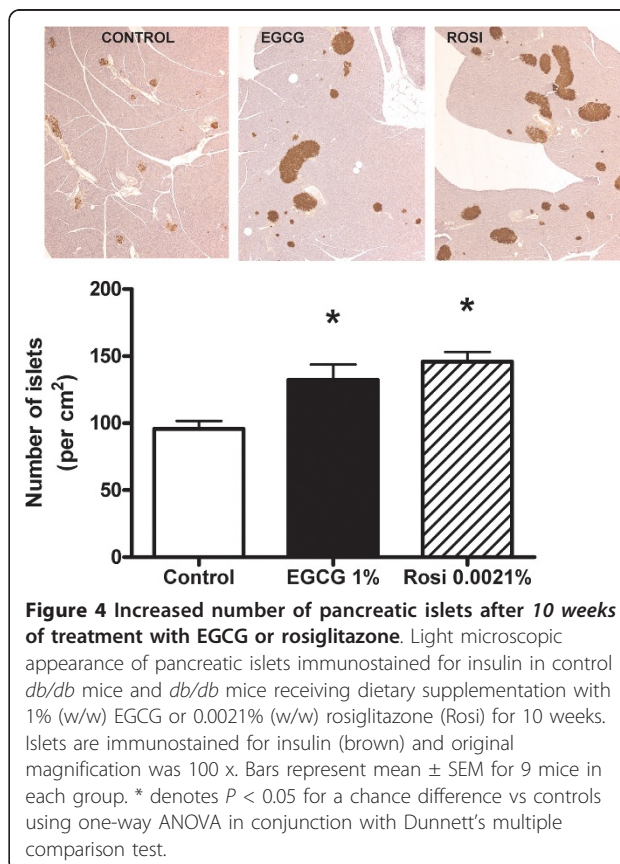 CONTROL EGCG ROSI
200
150
100
50
0
Number of islets
(per cm²)
* *
Control EGCG 1% Rosi 0.0021%
Figure 4 Increased number of pancreatic islets after 10 weeks
of treatment with EGCG or rosiglitazone. Light microscopic
appearance of pancreatic islets immunostained for insulin in control
db/db mice and db/db mice receiving dietary supplementation with
1% (w/w) EGCG or 0.0021% (w/w) rosiglitazone (Rosi) for 10 weeks.
Islets are immunostained for insulin (brown) and original
magnification was 100 x. Bars represent mean ± SEM for 9 mice in
each group. * denotes P < 0.05 for a chance difference vs controls
using one-way ANOVA in conjunction with Dunnett's multiple
comparison test.